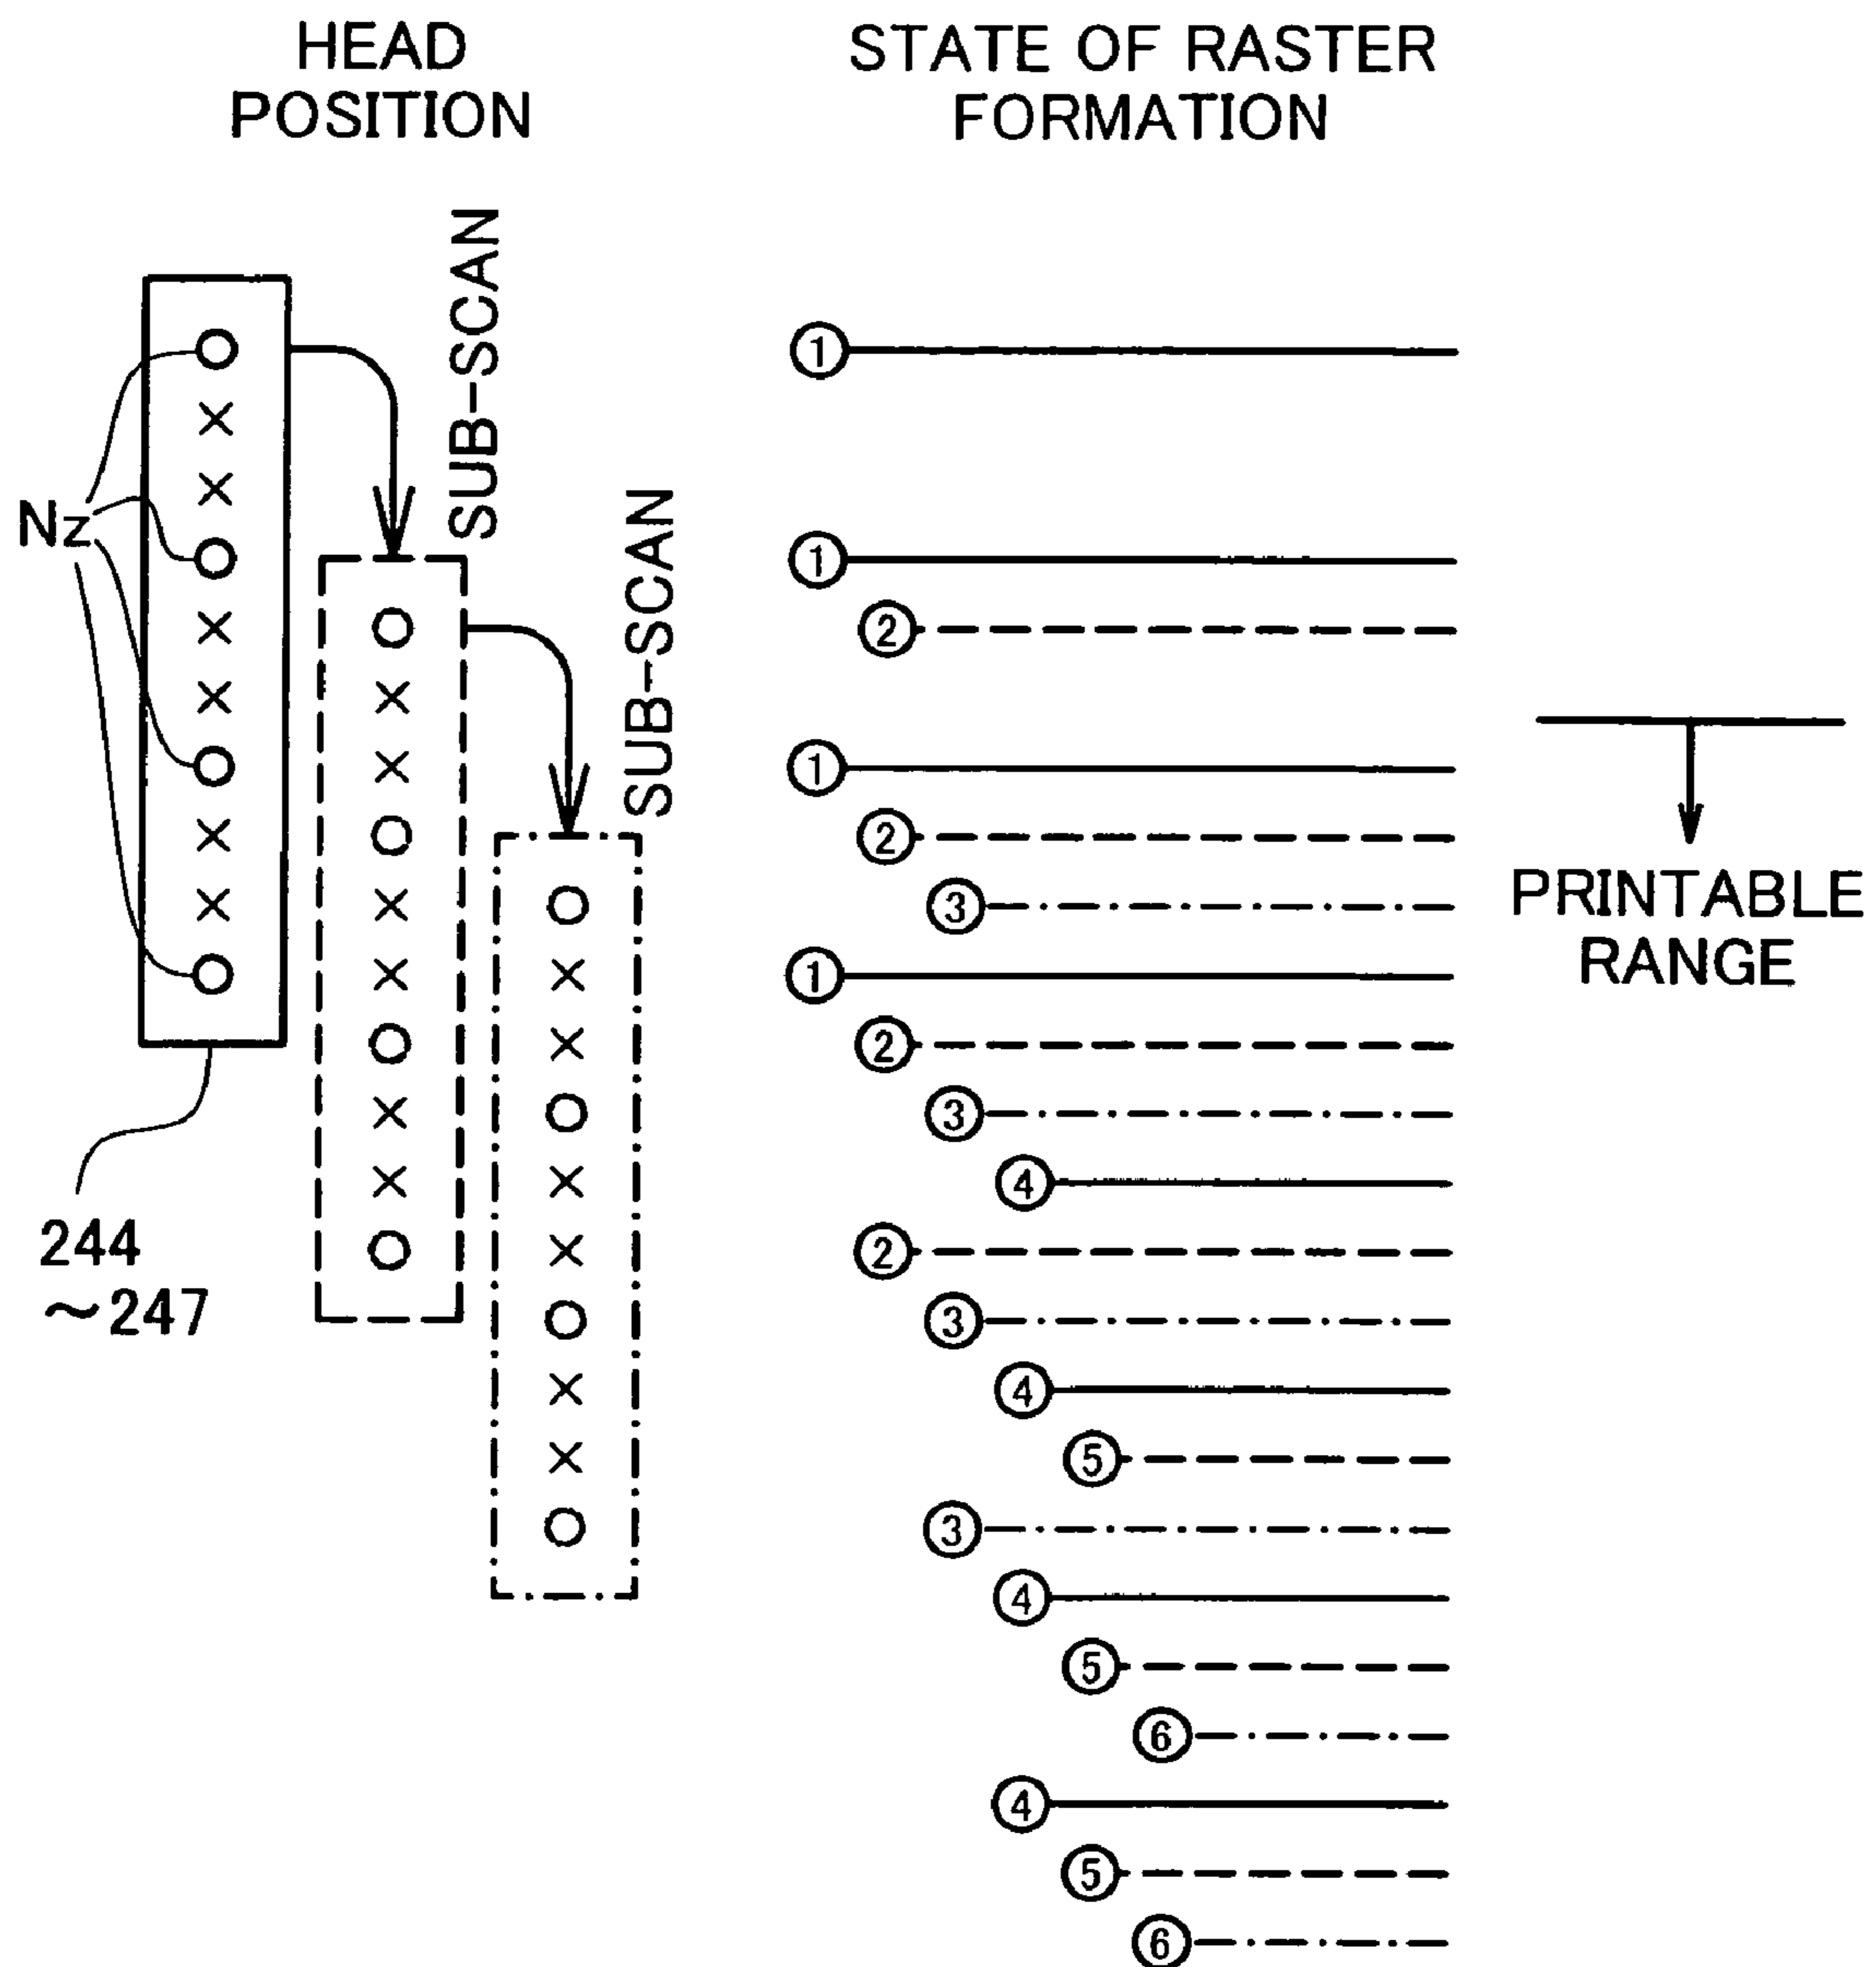 HEAD
POSITION
STATE OF RASTER
FORMATION
SUB-SCAN
SUB-SCAN
Nz
244
~247
PRINTABLE
RANGE
①
①
②
①
②
③
①
②
③
④
②
③
④
⑤
③
④
⑤
⑥
④
⑤
⑥